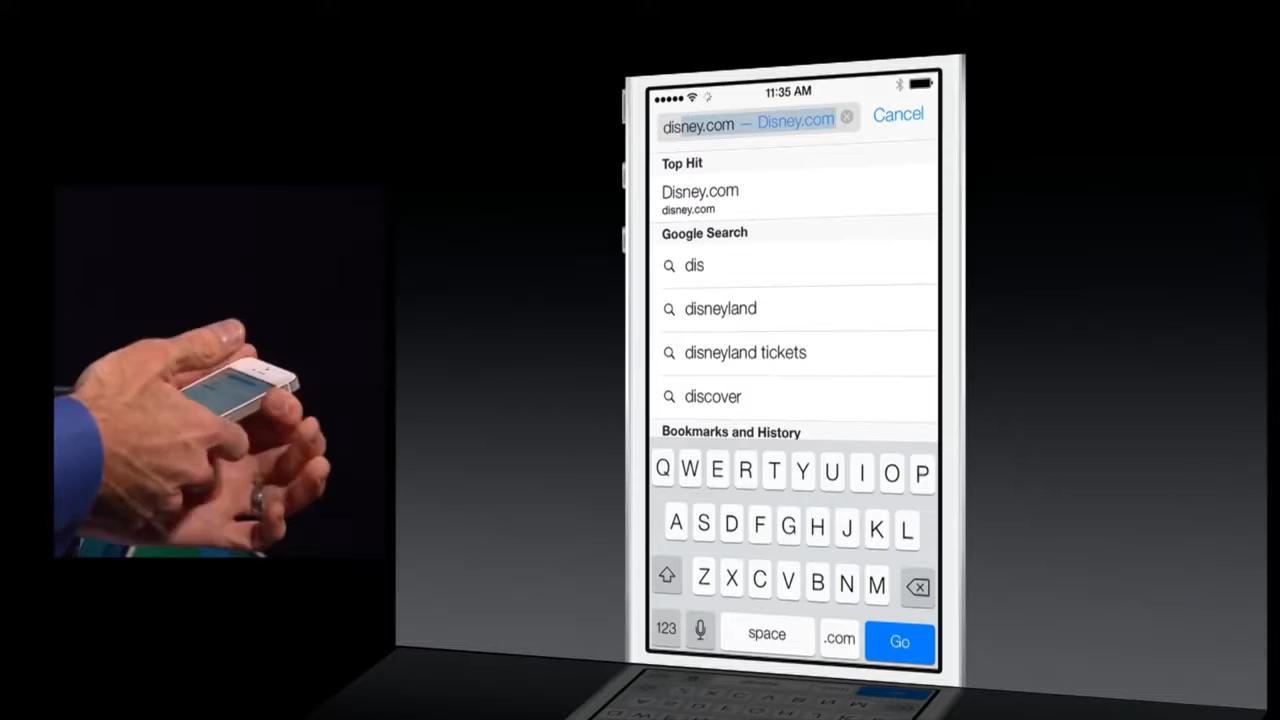 11:35 AM
disney.com — Disney.com Cancel
Top Hit
Disney.com
disney.com
Google Search
dis
disneyland
disneyland tickets
discover
Bookmarks and History
Q W E R T Y U I O P
A S D F G H J K L
Z X C V B N M
123 space .com Go